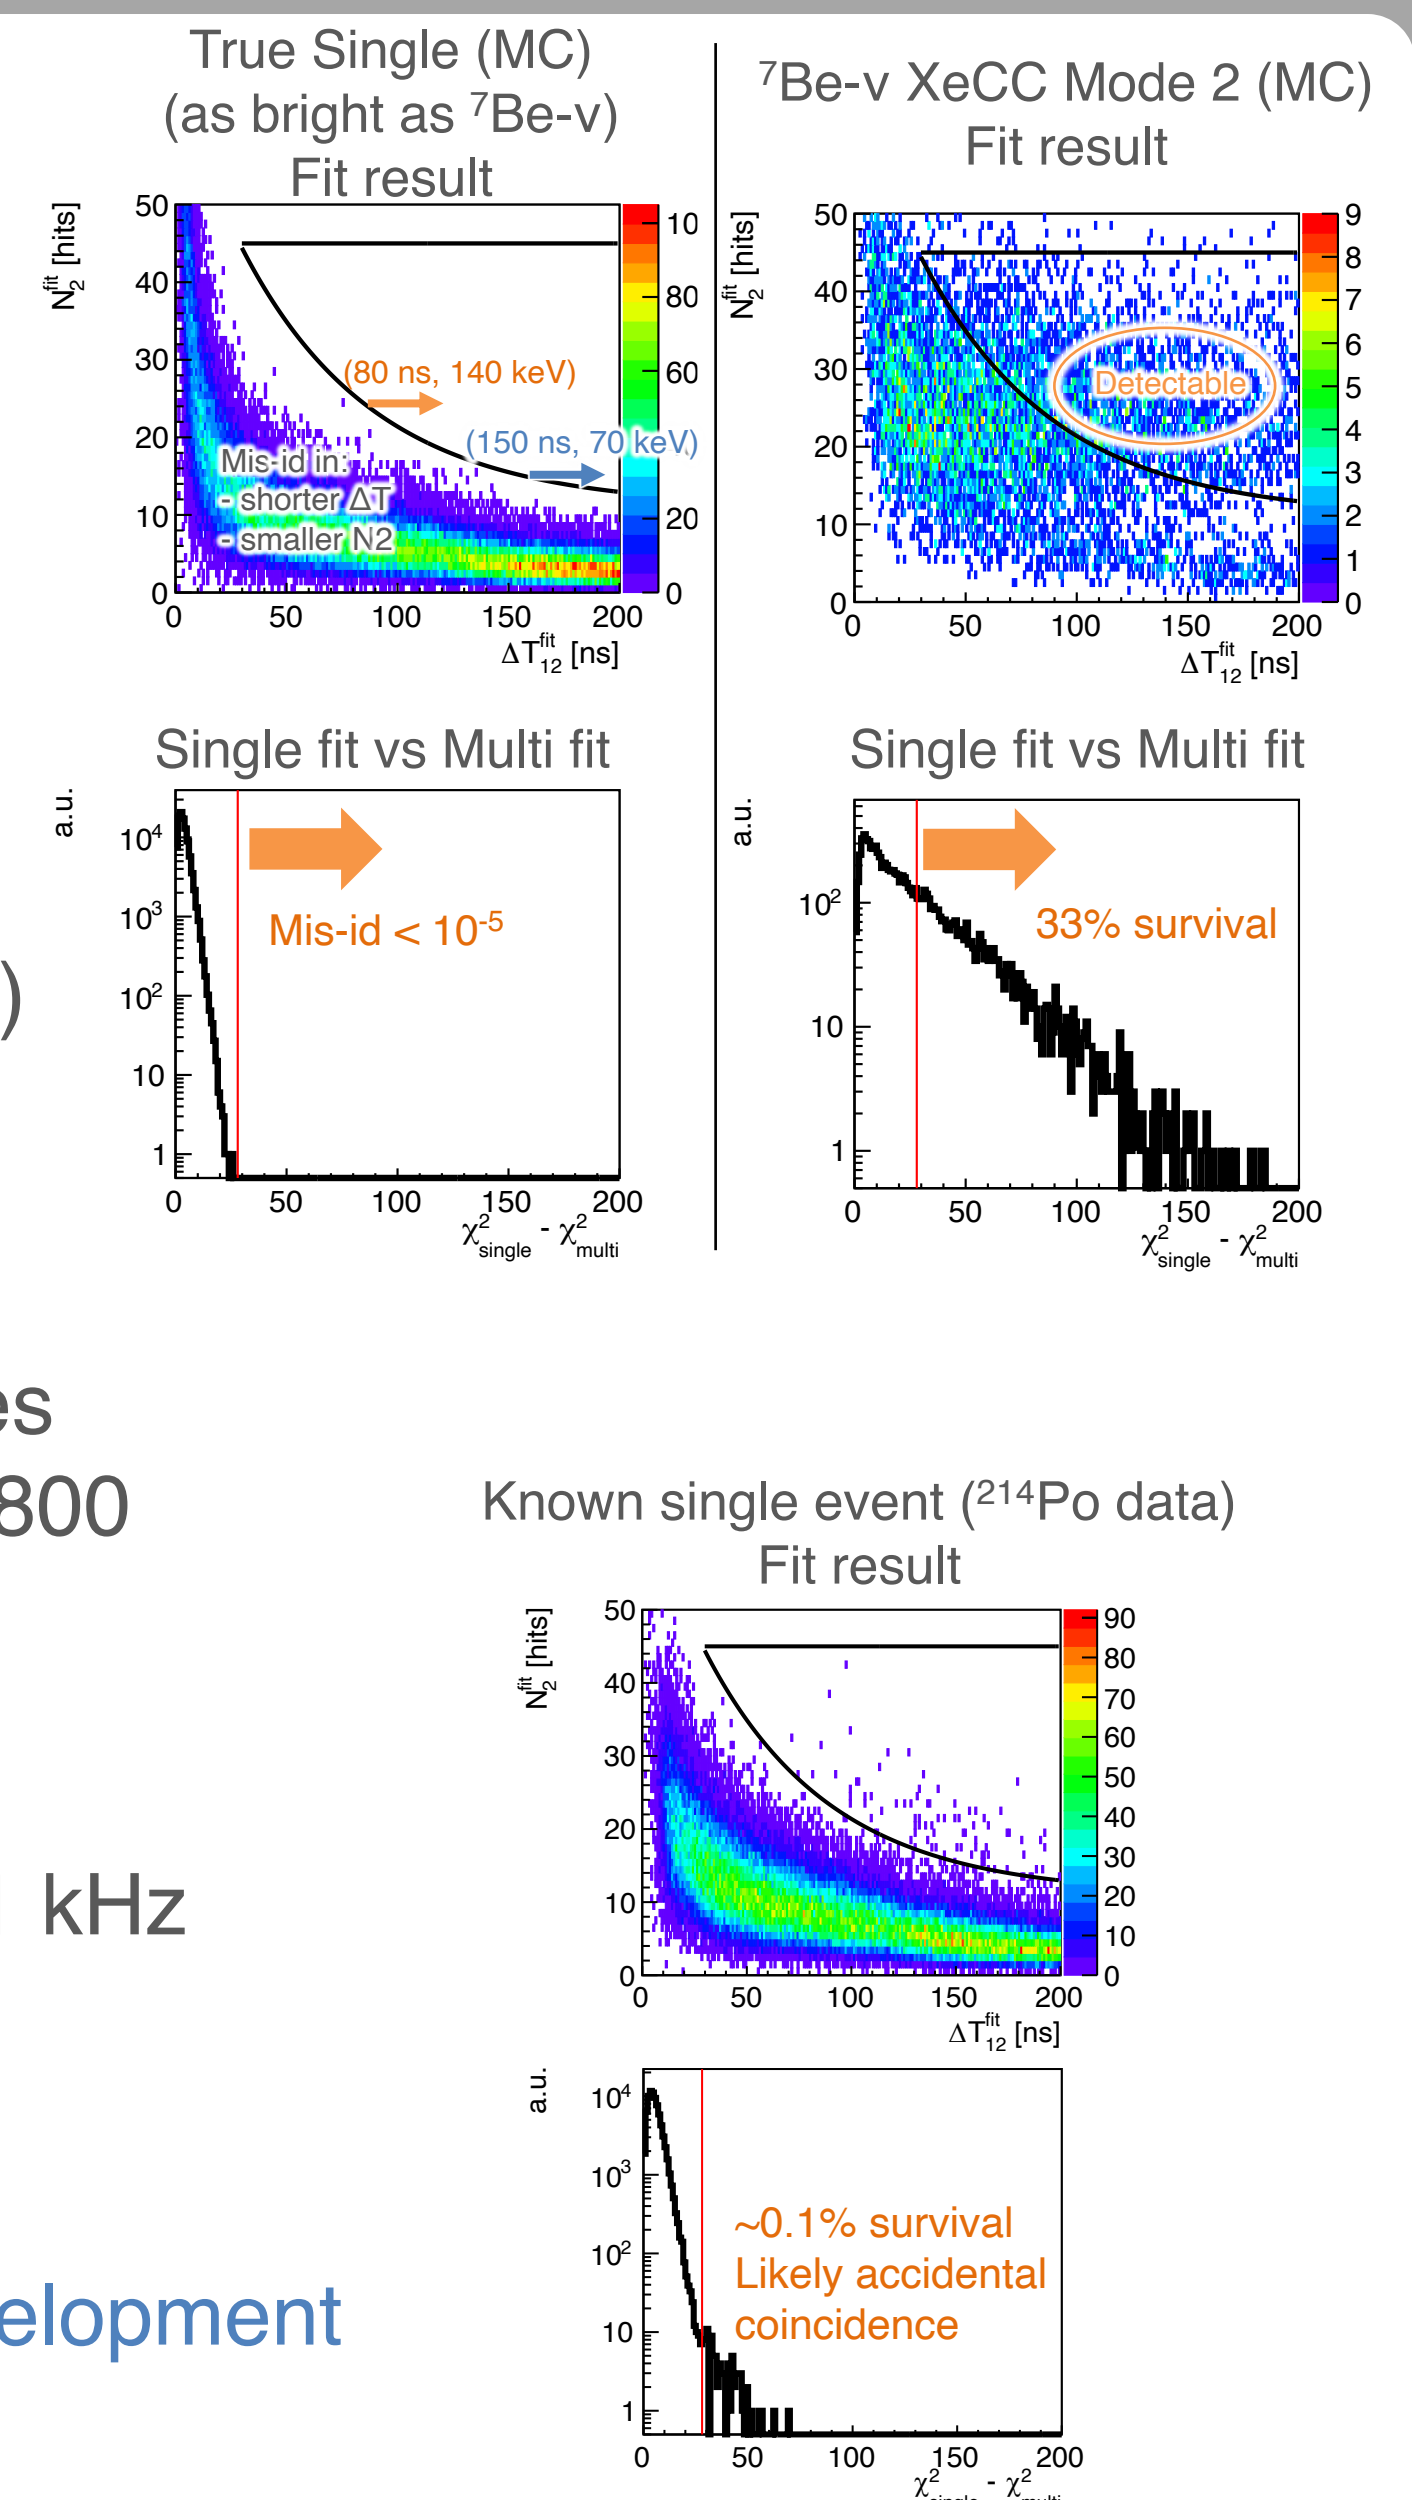 True Single (MC)
(as bright as ⁷Be-ν)
Fit result
N₂^fit [hits]
50
40
30
20
10
0
(80 ns, 140 keV)
(150 ns, 70 keV)
Mis-id in:
- shorter ΔT
- smaller N2
10
80
60
20
0
0 50 100 150 200
ΔT₁₂^fit [ns]
Single fit vs Multi fit
a.u.
10⁴
10³
10²
10
1
Mis-id < 10⁻⁵
0 50 100 150 200
χ²single - χ²multi
⁷Be-ν XeCC Mode 2 (MC)
Fit result
N₂^fit [hits]
50
40
30
20
10
0
Detectable
9
8
7
6
5
4
3
2
1
0
0 50 100 150 200
ΔT₁₂^fit [ns]
Single fit vs Multi fit
a.u.
10²
10
1
33% survival
0 50 100 150 200
χ²single - χ²multi
)
es
800
kHz
elopment
Known single event (²¹⁴Po data)
Fit result
N₂^fit [hits]
50
40
30
20
10
0
90
80
70
60
50
40
30
20
10
0
0 50 100 150 200
ΔT₁₂^fit [ns]
a.u.
10⁴
10³
10²
10
1
~0.1% survival
Likely accidental
coincidence
0 50 100 150 200
χ²single - χ²multi